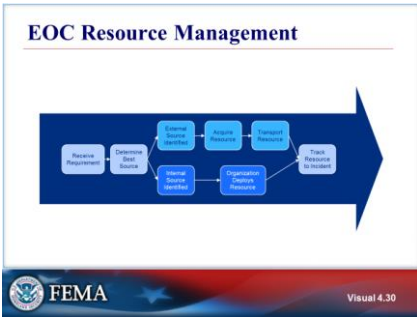 EOC Resource Management
External
Source
Identified
Acquire
Resource
Transport
Resource
Receive
Requirement
Determine
Best
Source
Track
Resource
to Incident
Internal
Source
Identified
Organization
Deploys
Resource
FEMA
Visual 4.30